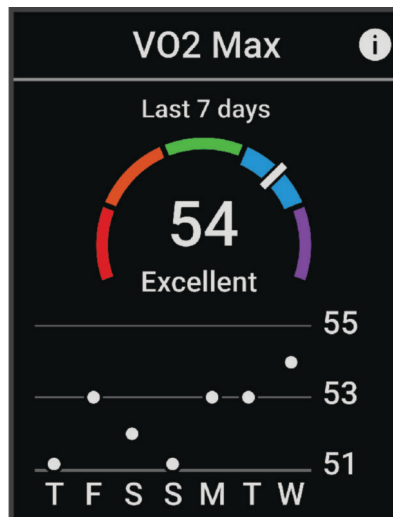 VO2 Max i
Last 7 days
54
Excellent
55
53
51
T F S S M T W